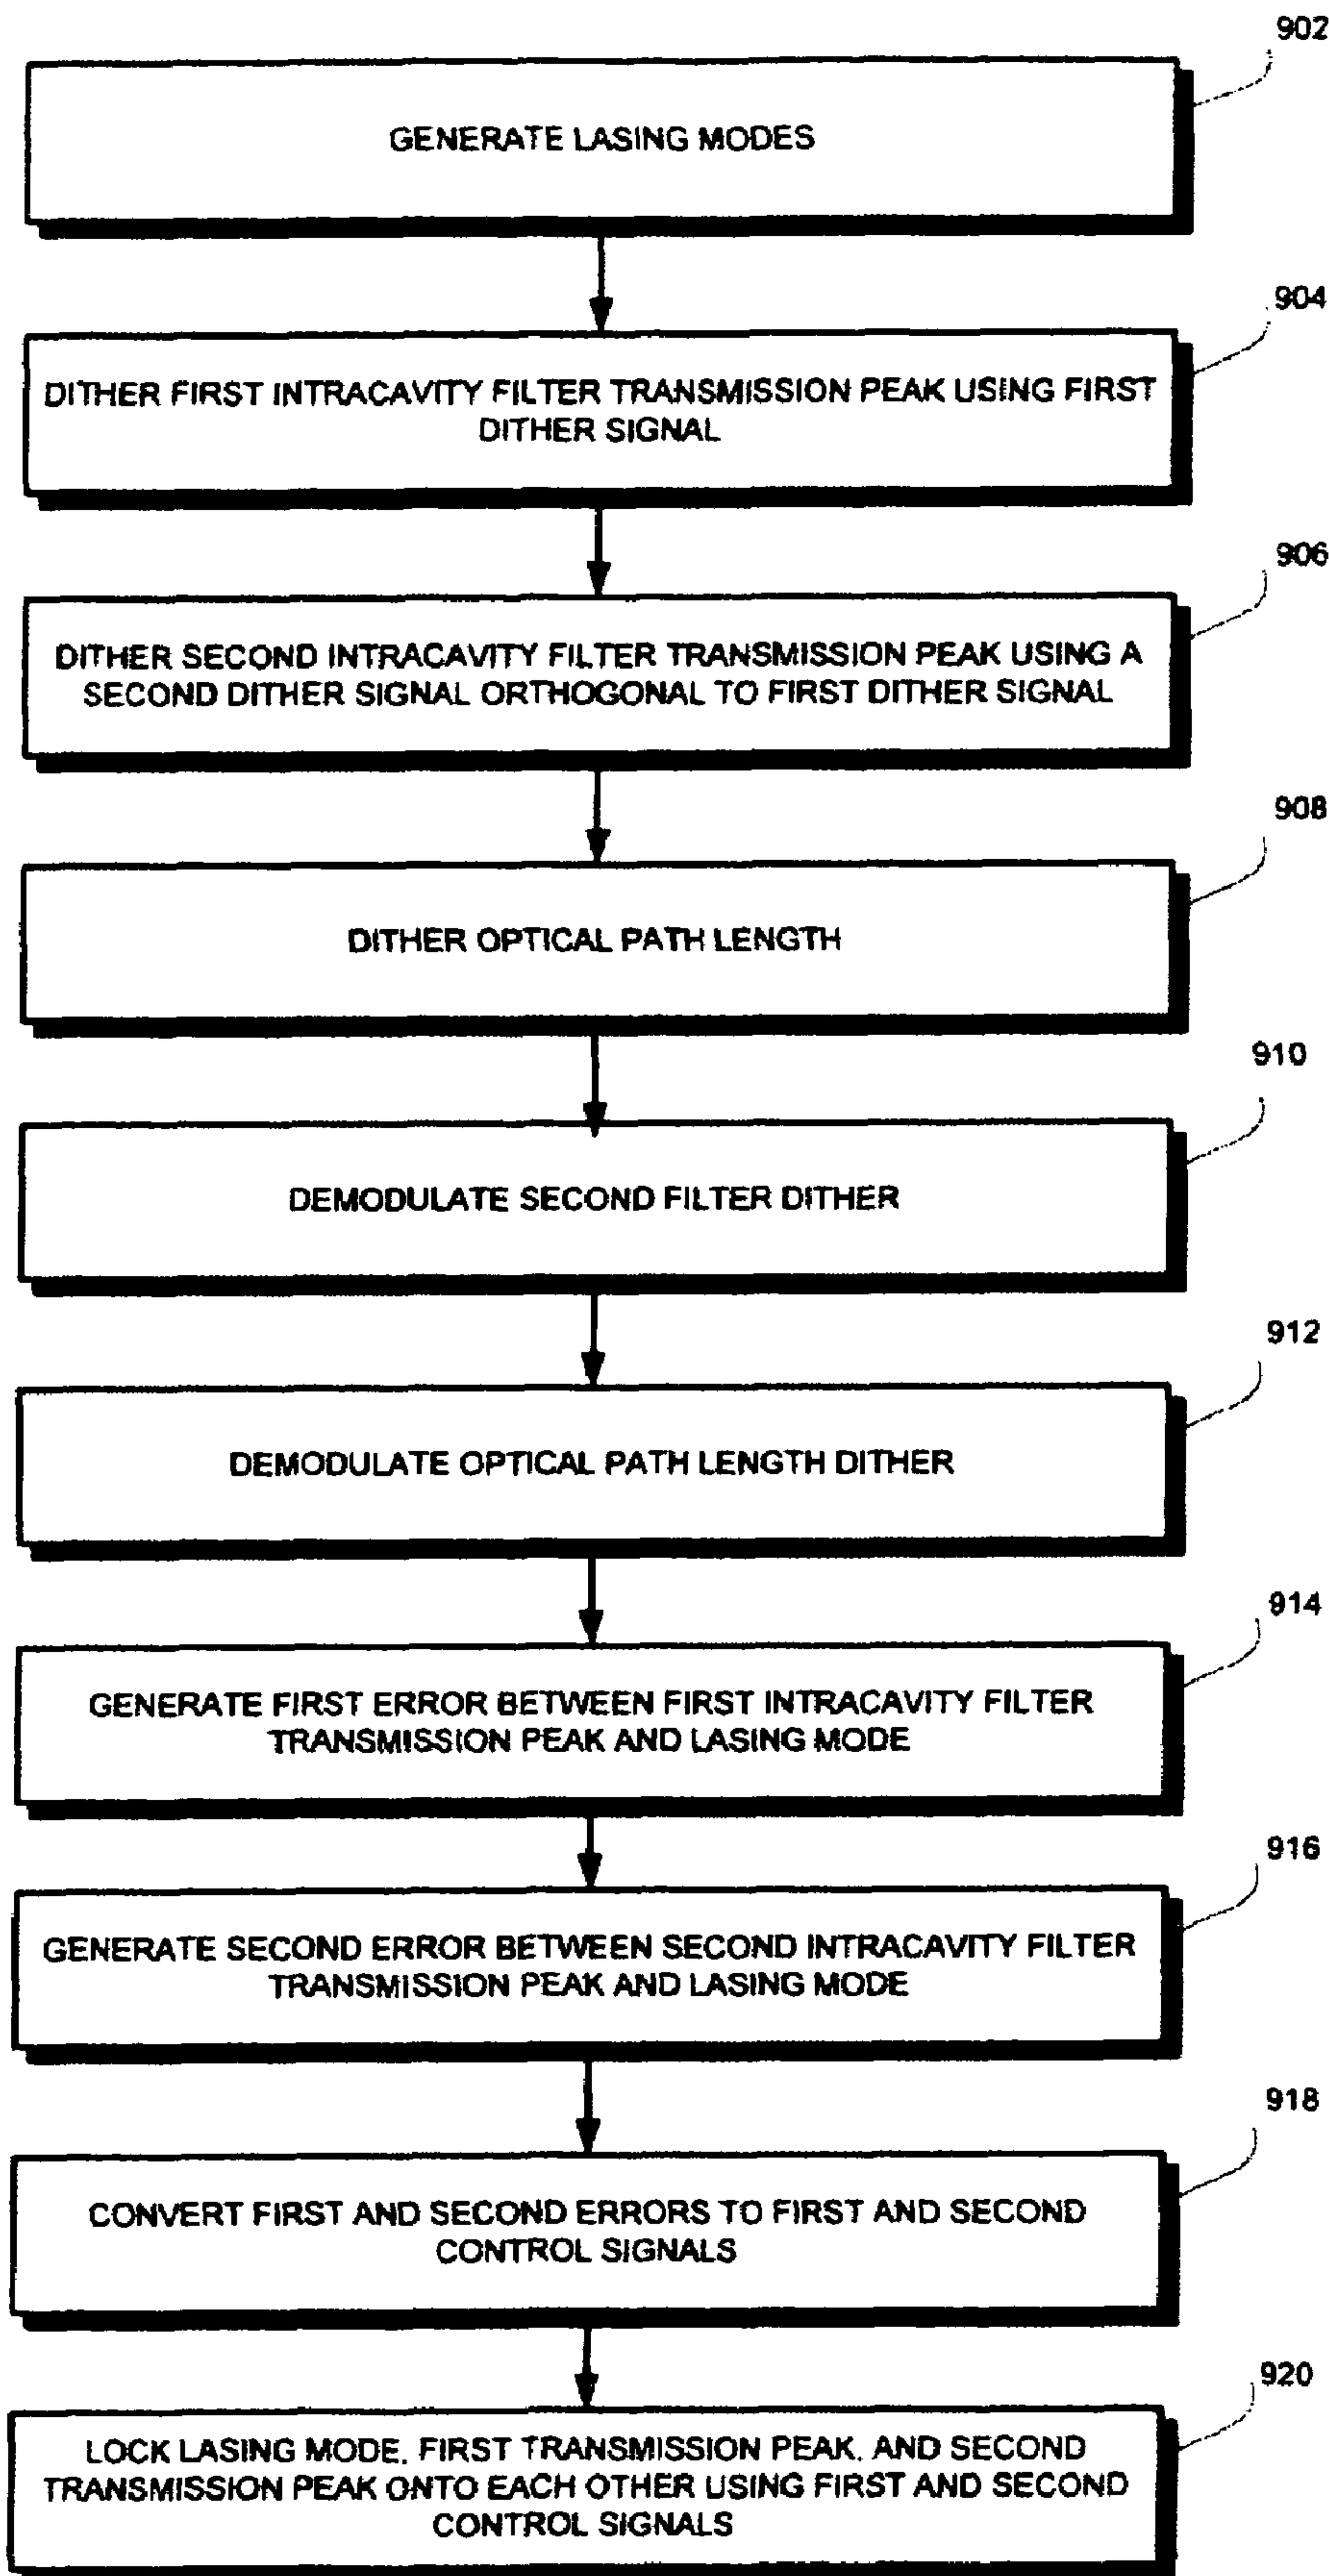 902
GENERATE LASING MODES
904
DITHER FIRST INTRACAVITY FILTER TRANSMISSION PEAK USING FIRST
DITHER SIGNAL
906
DITHER SECOND INTRACAVITY FILTER TRANSMISSION PEAK USING A
SECOND DITHER SIGNAL ORTHOGONAL TO FIRST DITHER SIGNAL
908
DITHER OPTICAL PATH LENGTH
910
DEMODULATE SECOND FILTER DITHER
912
DEMODULATE OPTICAL PATH LENGTH DITHER
914
GENERATE FIRST ERROR BETWEEN FIRST INTRACAVITY FILTER
TRANSMISSION PEAK AND LASING MODE
916
GENERATE SECOND ERROR BETWEEN SECOND INTRACAVITY FILTER
TRANSMISSION PEAK AND LASING MODE
918
CONVERT FIRST AND SECOND ERRORS TO FIRST AND SECOND
CONTROL SIGNALS
920
LOCK LASING MODE, FIRST TRANSMISSION PEAK, AND SECOND
TRANSMISSION PEAK ONTO EACH OTHER USING FIRST AND SECOND
CONTROL SIGNALS